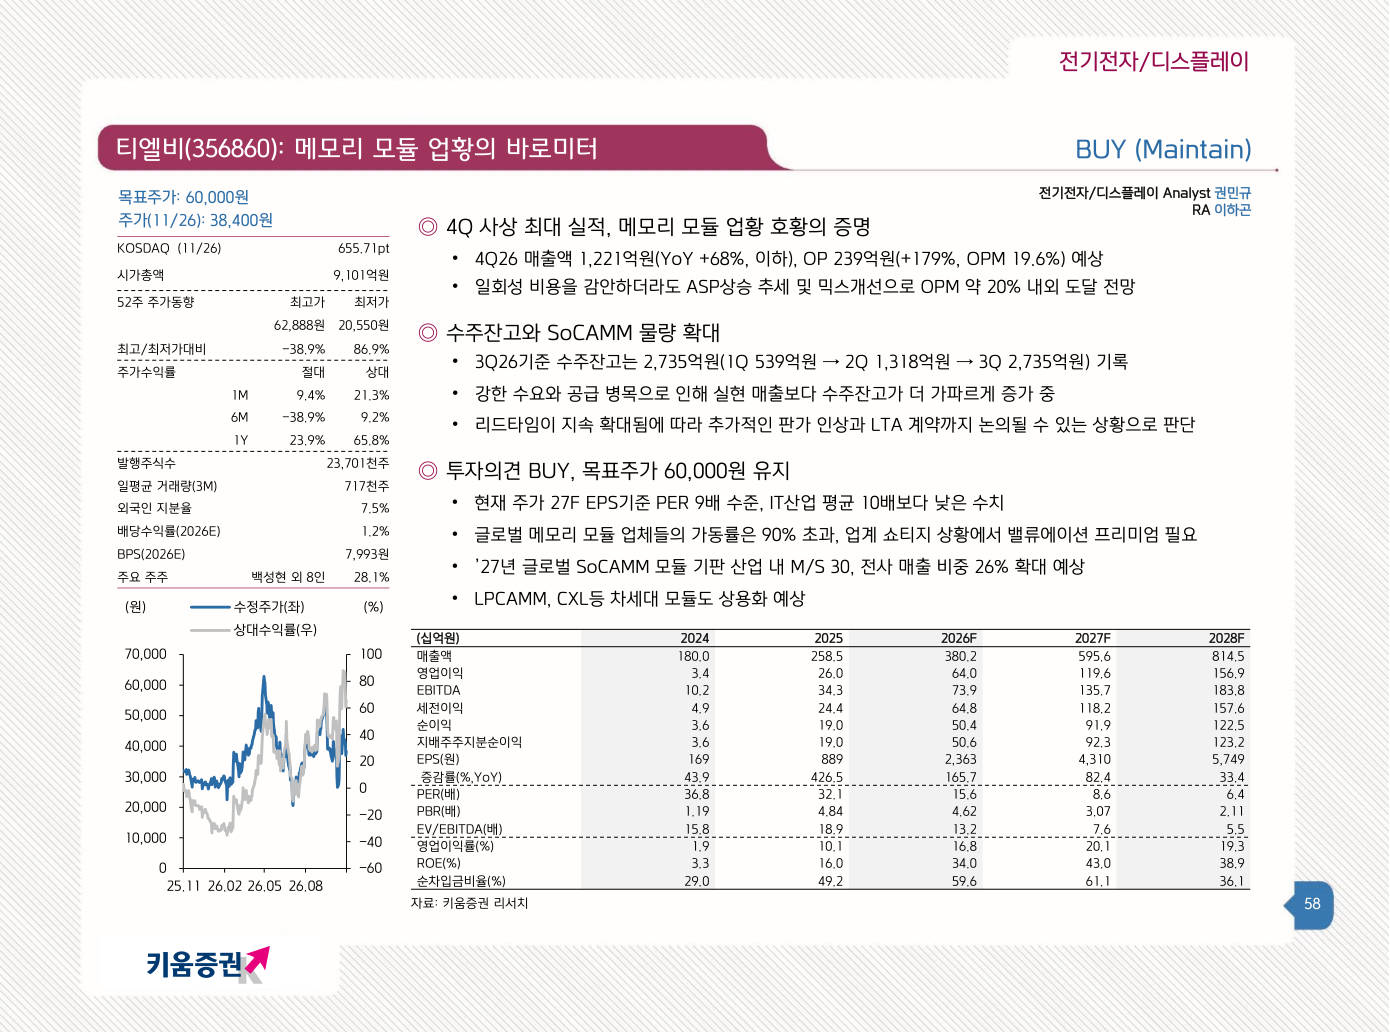 전기전자/디스플레이
티엘비(356860): 메모리 모듈 업황의 바로미터
BUY (Maintain)
목표주가: 60,000원
주가(11/26): 38,400원
전기전자/디스플레이 Analyst 권민규
RA 이하곤
KOSDAQ (11/26) 655.71pt
시가총액 9,101억원
52주 주가동향 최고가 최저가
62,888원 20,550원
최고/최저가대비 -38.9% 86.9%
주가수익률 절대 상대
1M 9.4% 21.3%
6M -38.9% 9.2%
1Y 23.9% 65.8%
발행주식수 23,701천주
일평균 거래량(3M) 717천주
외국인 지분율 7.5%
배당수익률(2026E) 1.2%
BPS(2026E) 7,993원
주요 주주 백성현 외 8인 28.1%
(원) 수정주가(좌) (%)
상대수익률(우)
70,000 100
60,000 80
50,000 60
40,000 40
30,000 20
20,000 0
10,000 -20
0 -40
-60
25.11 26.02 26.05 26.08
◎ 4Q 사상 최대 실적, 메모리 모듈 업황 호황의 증명
• 4Q26 매출액 1,221억원(YoY +68%, 이하), OP 239억원(+179%, OPM 19.6%) 예상
• 일회성 비용을 감안하더라도 ASP상승 추세 및 믹스개선으로 OPM 약 20% 내외 도달 전망
◎ 수주잔고와 SoCAMM 물량 확대
• 3Q26기준 수주잔고는 2,735억원(1Q 539억원 → 2Q 1,318억원 → 3Q 2,735억원) 기록
• 강한 수요와 공급 병목으로 인해 실현 매출보다 수주잔고가 더 가파르게 증가 중
• 리드타임이 지속 확대됨에 따라 추가적인 판가 인상과 LTA 계약까지 논의될 수 있는 상황으로 판단
◎ 투자의견 BUY, 목표주가 60,000원 유지
• 현재 주가 27F EPS기준 PER 9배 수준, IT산업 평균 10배보다 낮은 수치
• 글로벌 메모리 모듈 업체들의 가동률은 90% 초과, 업계 쇼티지 상황에서 밸류에이션 프리미엄 필요
• ’27년 글로벌 SoCAMM 모듈 기판 산업 내 M/S 30, 전사 매출 비중 26% 확대 예상
• LPCAMM, CXL등 차세대 모듈도 상용화 예상
(십억원) 2024 2025 2026F 2027F 2028F
매출액 180.0 258.5 380.2 595.6 814.5
영업이익 3.4 26.0 64.0 119.6 156.9
EBITDA 10.2 34.3 73.9 135.7 183.8
세전이익 4.9 24.4 64.8 118.2 157.6
순이익 3.6 19.0 50.4 91.9 122.5
지배주주지분순이익 3.6 19.0 50.6 92.3 123.2
EPS(원) 169 889 2,363 4,310 5,749
증감률(%,YoY) 43.9 426.5 165.7 82.4 33.4
PER(배) 36.8 32.1 15.6 8.6 6.4
PBR(배) 1.19 4.84 4.62 3.07 2.11
EV/EBITDA(배) 15.8 18.9 13.2 7.6 5.5
영업이익률(%) 1.9 10.1 16.8 20.1 19.3
ROE(%) 3.3 16.0 34.0 43.0 38.9
순차입금비율(%) 29.0 49.2 59.6 61.1 36.1
자료: 키움증권 리서치
58
키움증권